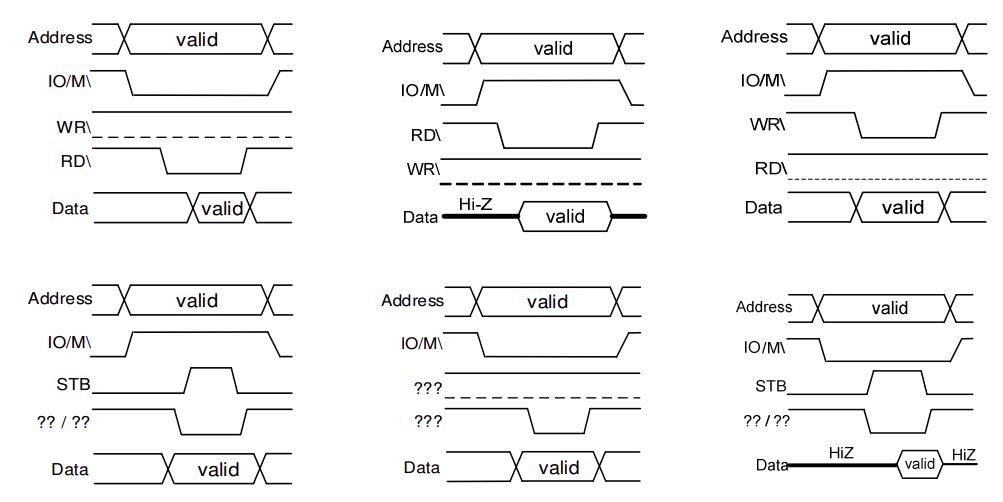 Address valid
IO/M\
WR\
RD\
Data valid
Address valid
IO/M\
RD\
WR\
Data Hi-Z valid
Address valid
IO/M\
WR\
RD\
Data valid
Address valid
IO/M\
STB
?? / ??
Data valid
Address valid
IO/M\
???
???
Data valid
Address valid
IO/M\
STB
?? / ??
Data HiZ valid HiZ